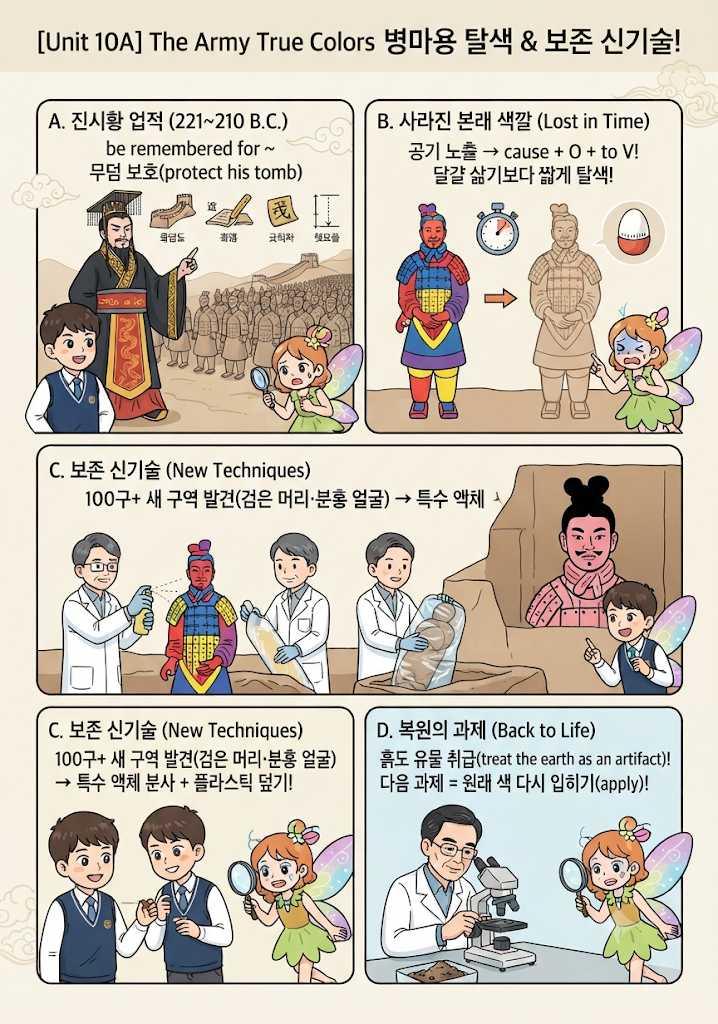 [Unit 10A] The Army True Colors 병마용 탈색 & 보존 신기술!
A. 진시황 업적 (221~210 B.C.)
be remembered for ~
무덤 보호(protect his tomb)
B. 사라진 본래 색깔 (Lost in Time)
공기 노출 → cause + O + to V!
달걀 삶기보다 짧게 탈색!
C. 보존 신기술 (New Techniques)
100구+ 새 구역 발견(검은 머리·분홍 얼굴) → 특수 액체
C. 보존 신기술 (New Techniques)
100구+ 새 구역 발견(검은 머리·분홍 얼굴)
→ 특수 액체 분사 + 플라스틱 덮기!
D. 복원의 과제 (Back to Life)
흙도 유물 취급(treat the earth as an artifact)!
다음 과제 = 원래 색 다시 입히기(apply)!